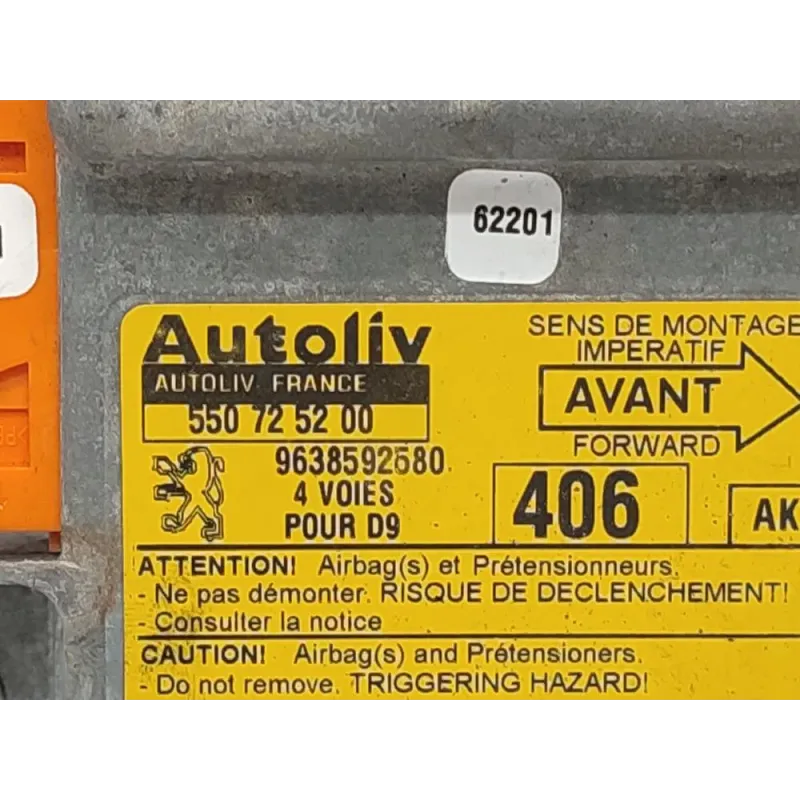 62201
Autoliv
AUTOLIV FRANCE
550 72 52 00
9638592580
4 VOIES
POUR D9
SENS DE MONTAGE
IMPERATIF
AVANT
FORWARD
406
AK
ATTENTION! Airbag(s) et Prétensionneurs.
- Ne pas démonter. RISQUE DE DECLENCHEMENT!
- Consulter la notice
CAUTION! Airbag(s) and Prétensioners.
- Do not remove. TRIGGERING HAZARD!